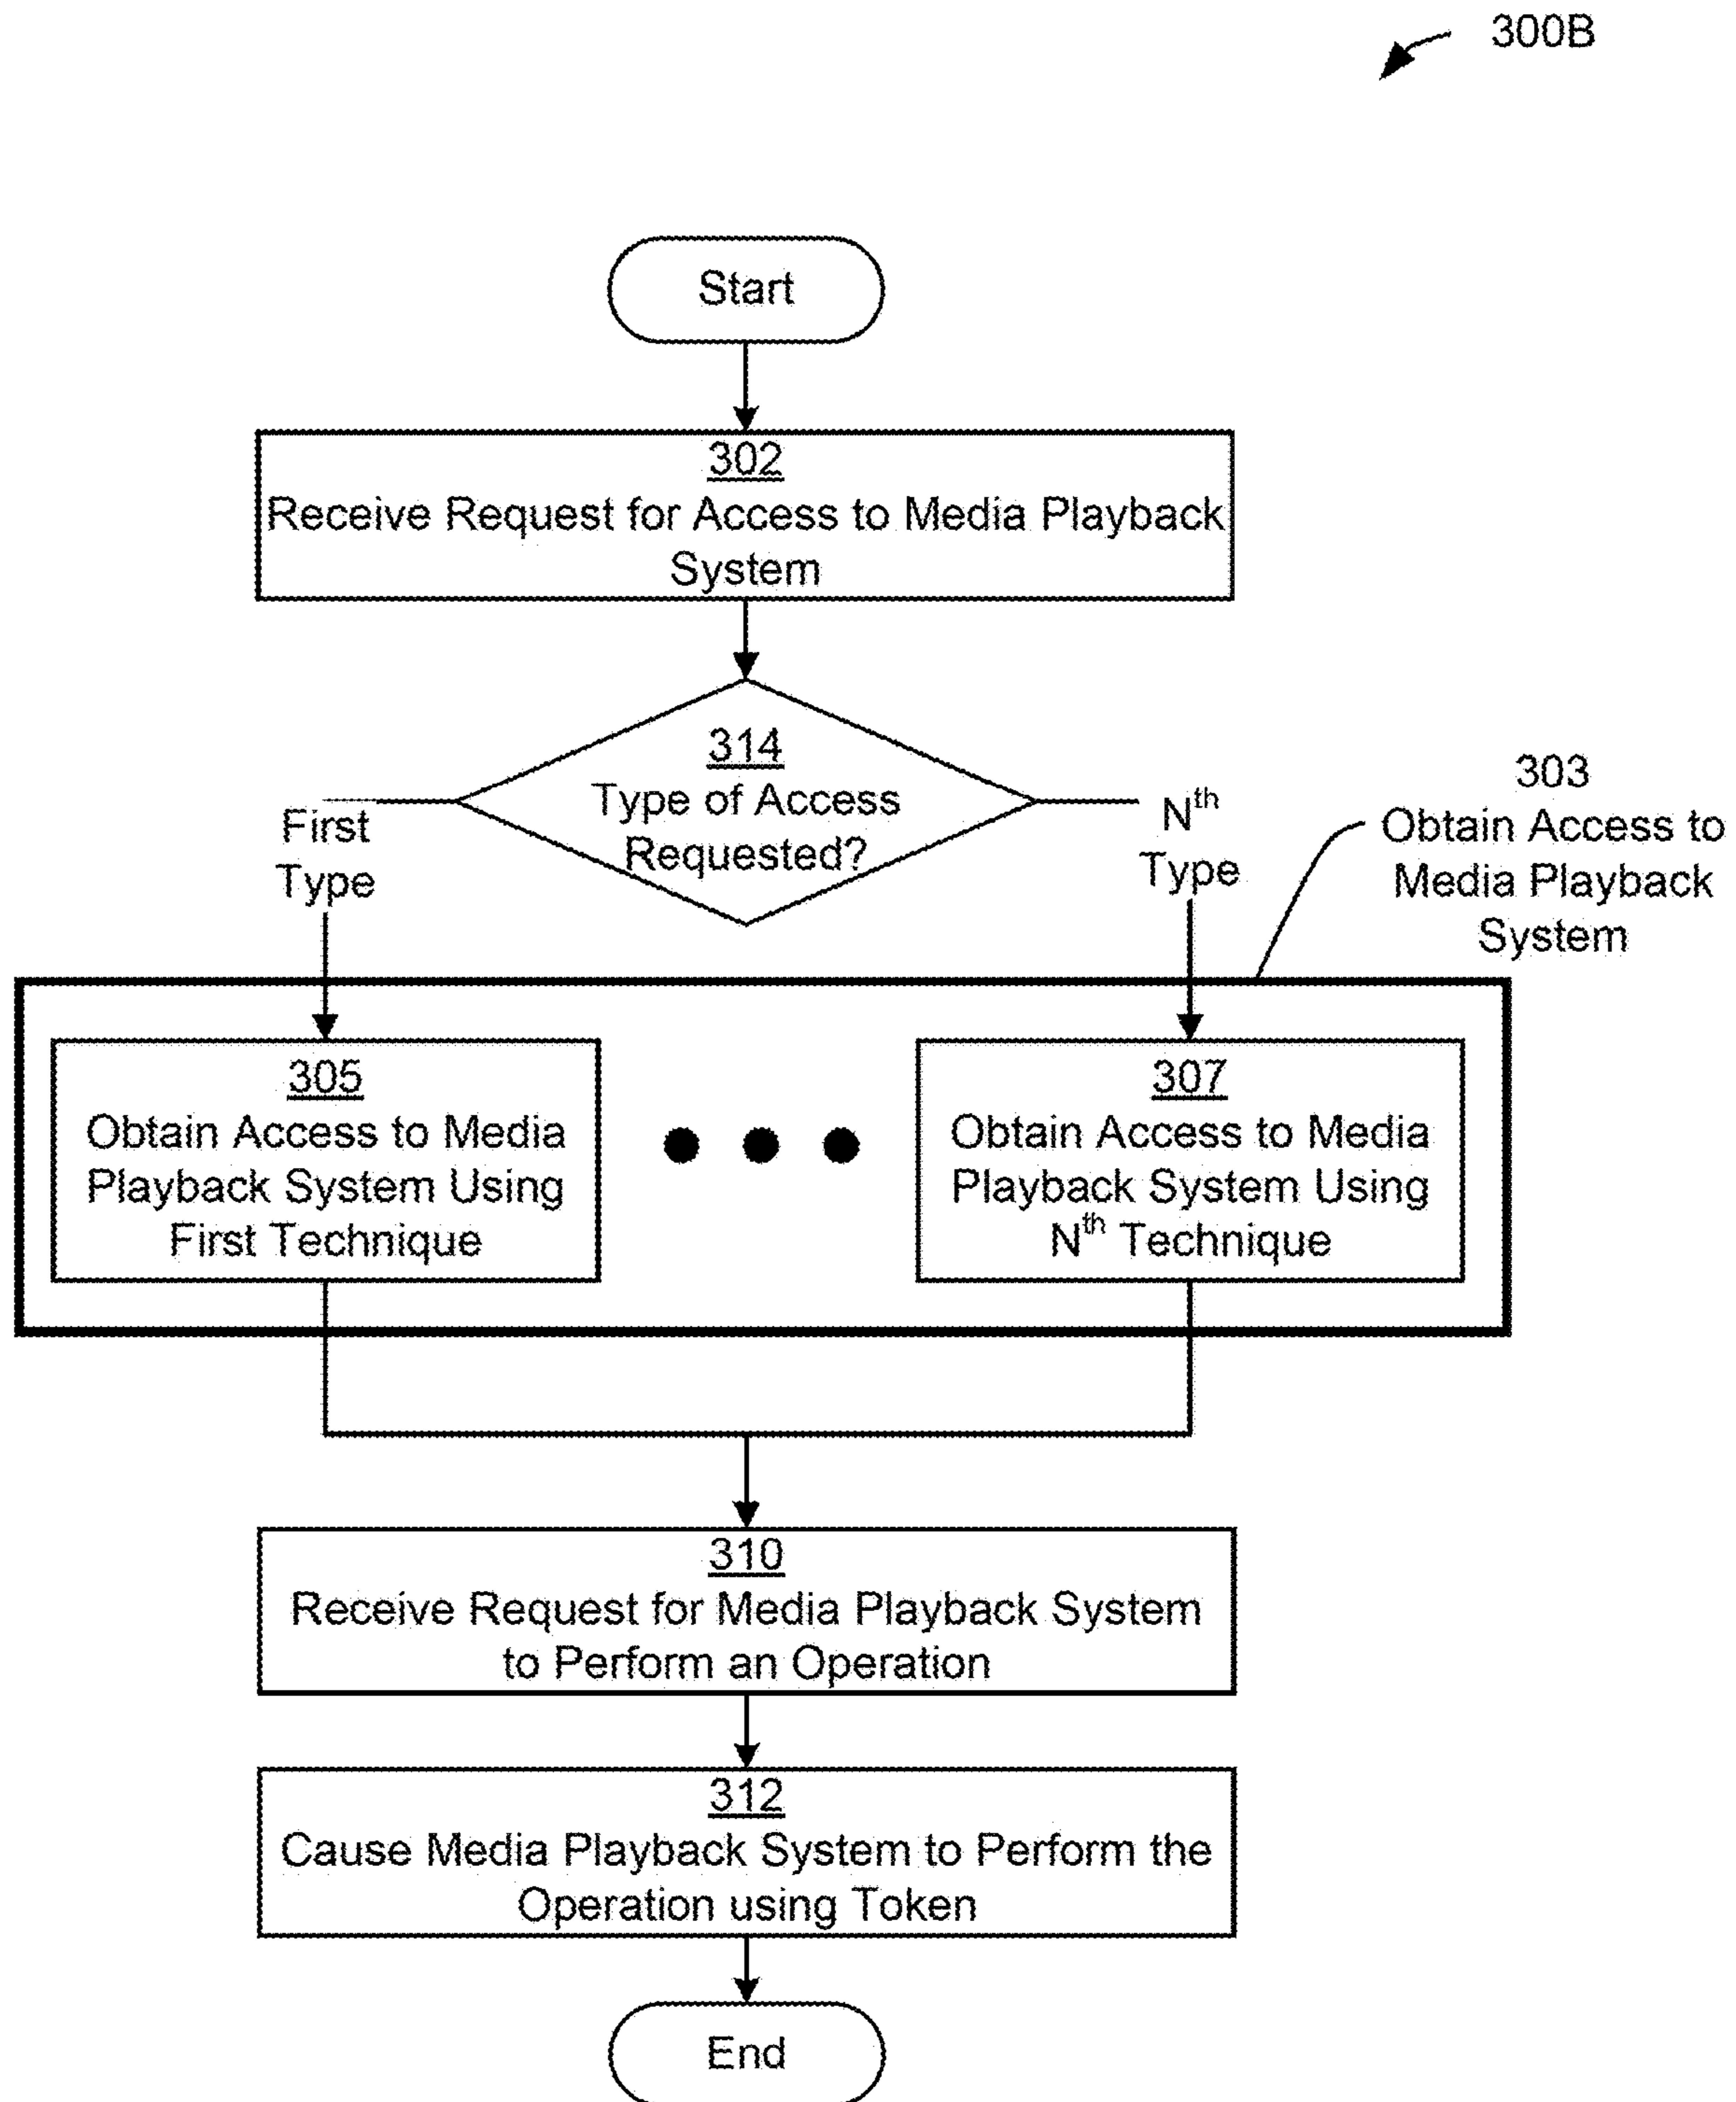 300B
Start
302
Receive Request for Access to Media Playback
System
314
Type of Access
Requested?
First
Type
Nth
Type
303
Obtain Access to
Media Playback
System
305
Obtain Access to Media
Playback System Using
First Technique
307
Obtain Access to Media
Playback System Using
Nth Technique
310
Receive Request for Media Playback System
to Perform an Operation
312
Cause Media Playback System to Perform the
Operation using Token
End